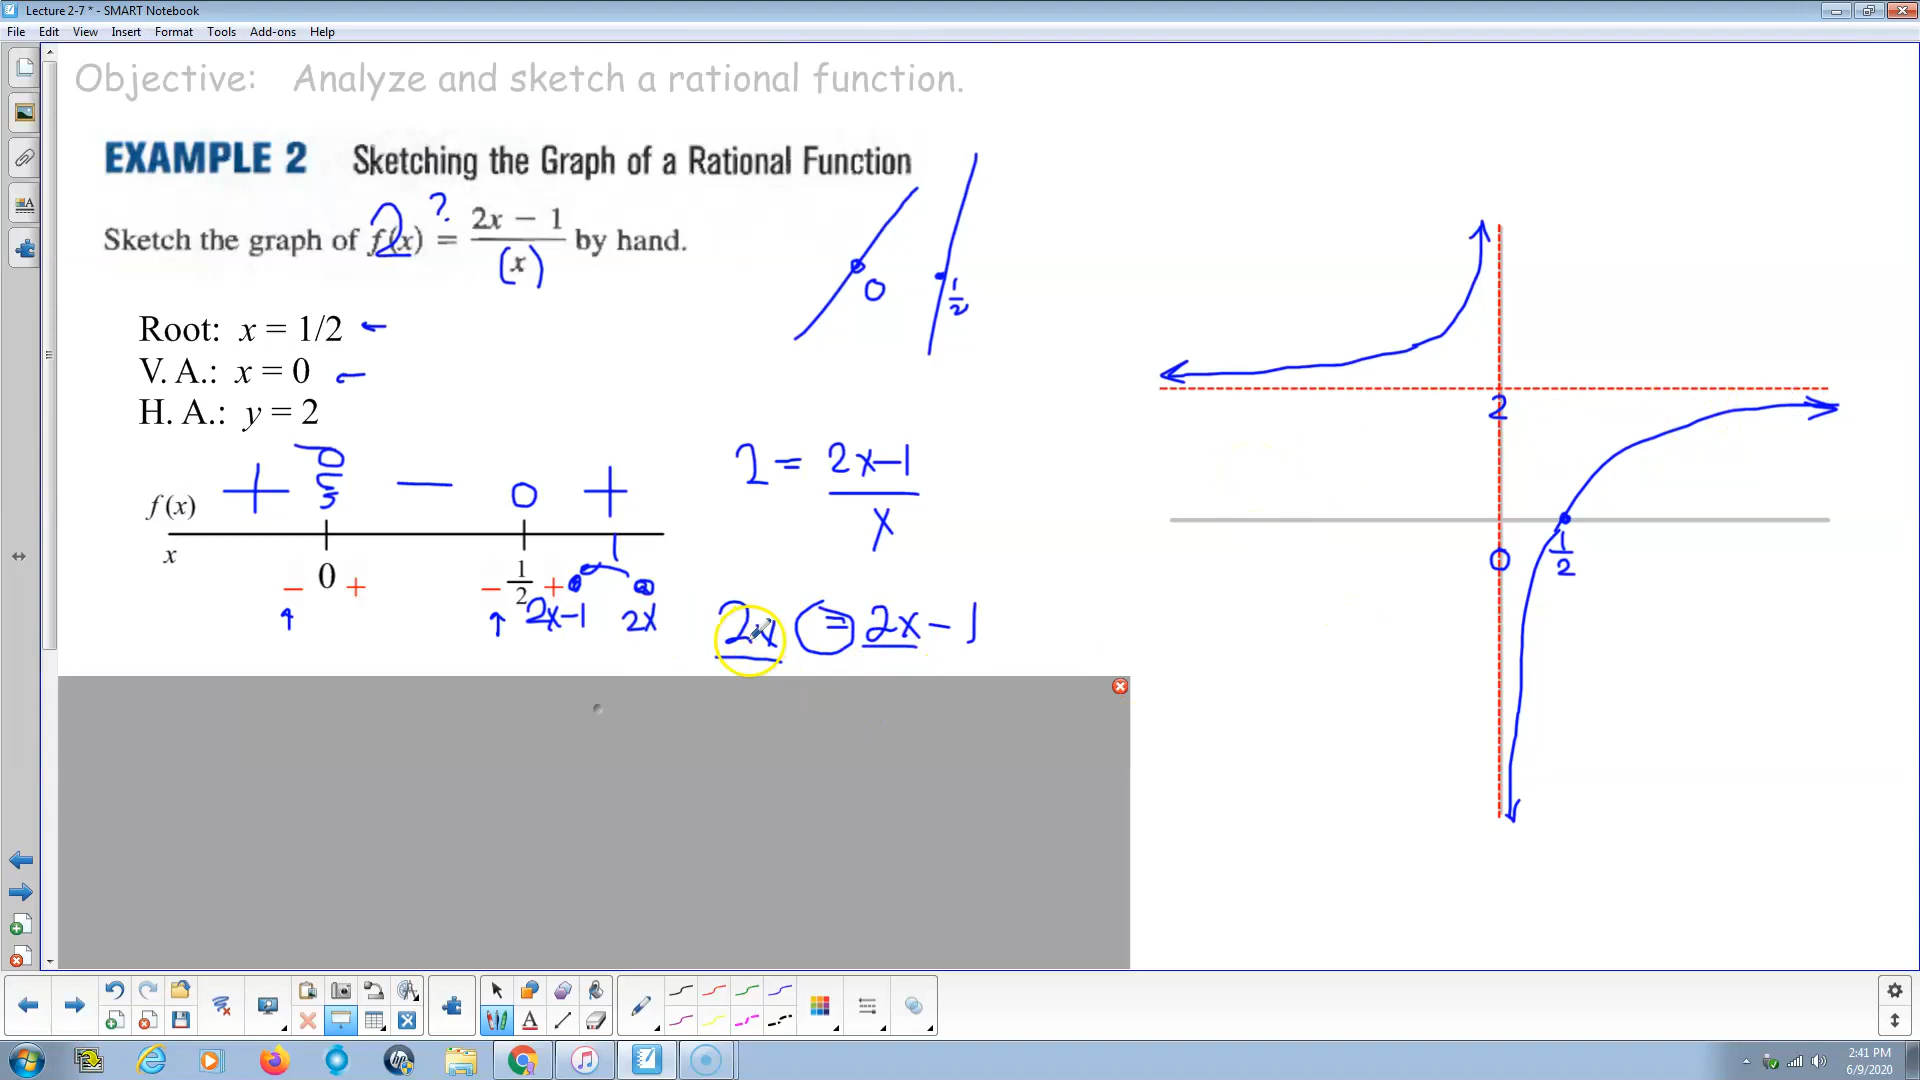 Lecture 2-7 * - SMART Notebook
File Edit View Insert Format Tools Add-ons Help
Objective: Analyze and sketch a rational function.
EXAMPLE 2 Sketching the Graph of a Rational Function
Sketch the graph of f(x) = 2x − 1 / (x) by hand.
2 ?
0 1/2
Root: x = 1/2
V. A.: x = 0
H. A.: y = 2
f(x) + − 0 +
x
− 0 + − 1/2 +
2x-1 2x
2 = 2x-1 / x
2x = 2x - 1
2
0 1/2
A
2:41 PM
6/9/2020